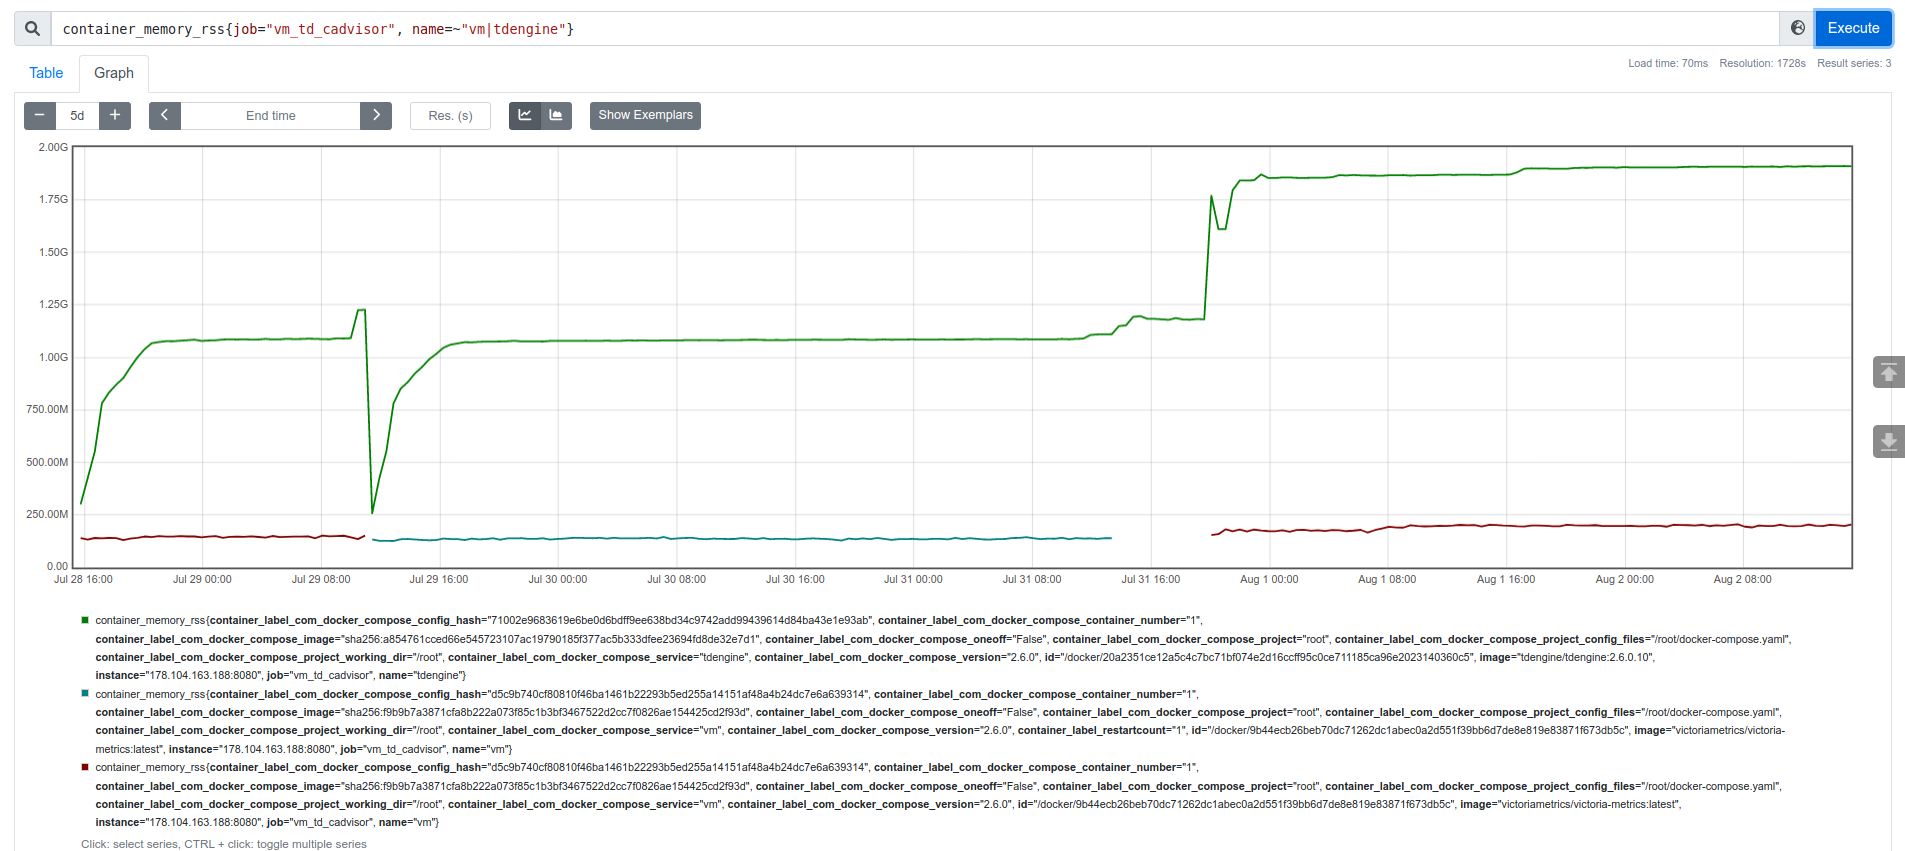 container_memory_rss{job="vm_td_cadvisor", name=~"vm|tdengine"}
Execute
Table
Graph
Load time: 70ms Resolution: 1728s Result series: 3
− 5d + End time Res. (s) Show Exemplars
2.00G
1.75G
1.50G
1.25G
1.00G
750.00M
500.00M
250.00M
0.00
Jul 28 16:00 Jul 29 00:00 Jul 29 08:00 Jul 29 16:00 Jul 30 00:00 Jul 30 08:00 Jul 30 16:00 Jul 31 00:00 Jul 31 08:00 Jul 31 16:00 Aug 1 00:00 Aug 1 08:00 Aug 1 16:00 Aug 2 00:00 Aug 2 08:00
container_memory_rss{container_label_com_docker_compose_config_hash="71002e9683619e6be0d6bdff9ee638bd34c9742add99439614d84ba43e1e93ab", container_label_com_docker_compose_container_number="1",
container_label_com_docker_compose_image="sha256:a854761cced66e545723107ac19790185f377ac5b333dfee23694fd8de32e7d1", container_label_com_docker_compose_oneoff="False", container_label_com_docker_compose_project="root", container_label_com_docker_compose_project_config_files="/root/docker-compose.yaml",
container_label_com_docker_compose_project_working_dir="/root", container_label_com_docker_compose_service="tdengine", container_label_com_docker_compose_version="2.6.0", id="/docker/20a2351ce12a5c4c7bc71bf074e2d16ccff95c0ce711185ca96e2023140360c5", image="tdengine/tdengine:2.6.0.10",
instance="178.104.163.188:8080", job="vm_td_cadvisor", name="tdengine"}
container_memory_rss{container_label_com_docker_compose_config_hash="d5c9b740cf80810f46ba1461b22293b5ed255a14151af48a4b24dc7e6a639314", container_label_com_docker_compose_container_number="1",
container_label_com_docker_compose_image="sha256:f9b9b7a3871cfa8b222a073f85c1b3bf3467522d2cc7f0826ae154425cd2f93d", container_label_com_docker_compose_oneoff="False", container_label_com_docker_compose_project="root", container_label_com_docker_compose_project_config_files="/root/docker-compose.yaml",
container_label_com_docker_compose_project_working_dir="/root", container_label_com_docker_compose_service="vm", container_label_com_docker_compose_version="2.6.0", container_label_restartcount="1", id="/docker/9b44ecb26beb70dc71262dc1abec0a2d551f39bb6d7de8e819e83871f673db5c", image="victoriametrics/victoria-
metrics:latest", instance="178.104.163.188:8080", job="vm_td_cadvisor", name="vm"}
container_memory_rss{container_label_com_docker_compose_config_hash="d5c9b740cf80810f46ba1461b22293b5ed255a14151af48a4b24dc7e6a639314", container_label_com_docker_compose_container_number="1",
container_label_com_docker_compose_image="sha256:f9b9b7a3871cfa8b222a073f85c1b3bf3467522d2cc7f0826ae154425cd2f93d", container_label_com_docker_compose_oneoff="False", container_label_com_docker_compose_project="root", container_label_com_docker_compose_project_config_files="/root/docker-compose.yaml",
container_label_com_docker_compose_project_working_dir="/root", container_label_com_docker_compose_service="vm", container_label_com_docker_compose_version="2.6.0", id="/docker/9b44ecb26beb70dc71262dc1abec0a2d551f39bb6d7de8e819e83871f673db5c", image="victoriametrics/victoria-metrics:latest",
instance="178.104.163.188:8080", job="vm_td_cadvisor", name="vm"}
Click: select series, CTRL + click: toggle multiple series